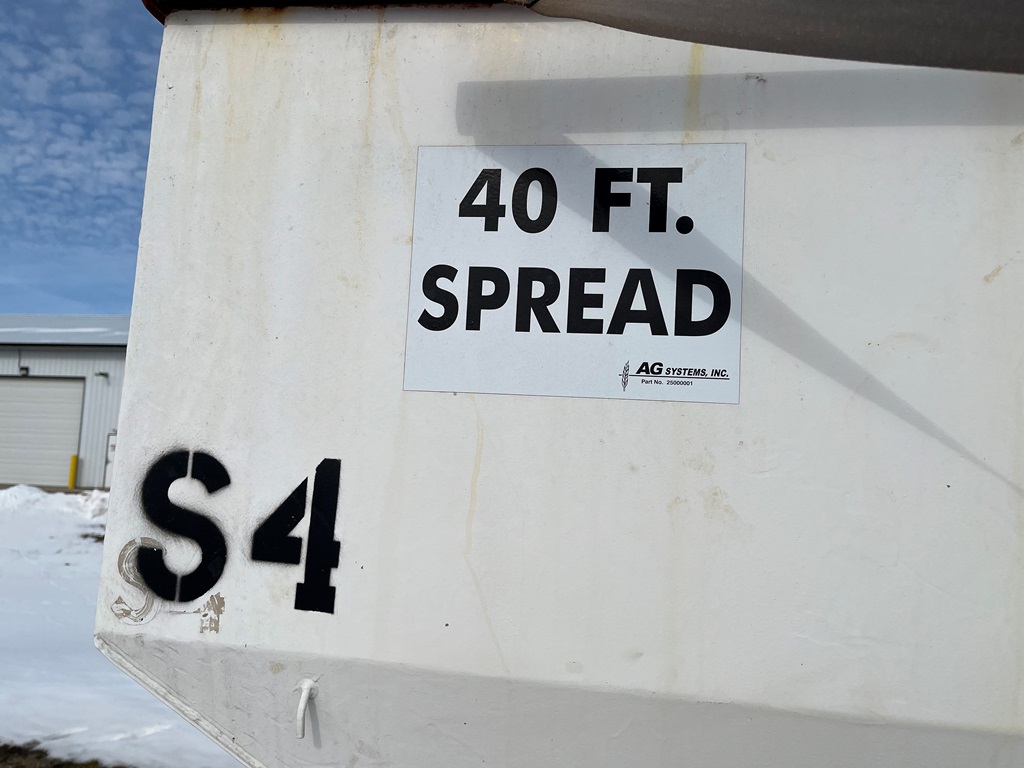 40 FT.
SPREAD
AG SYSTEMS, INC.
Part No. 25000001
S4